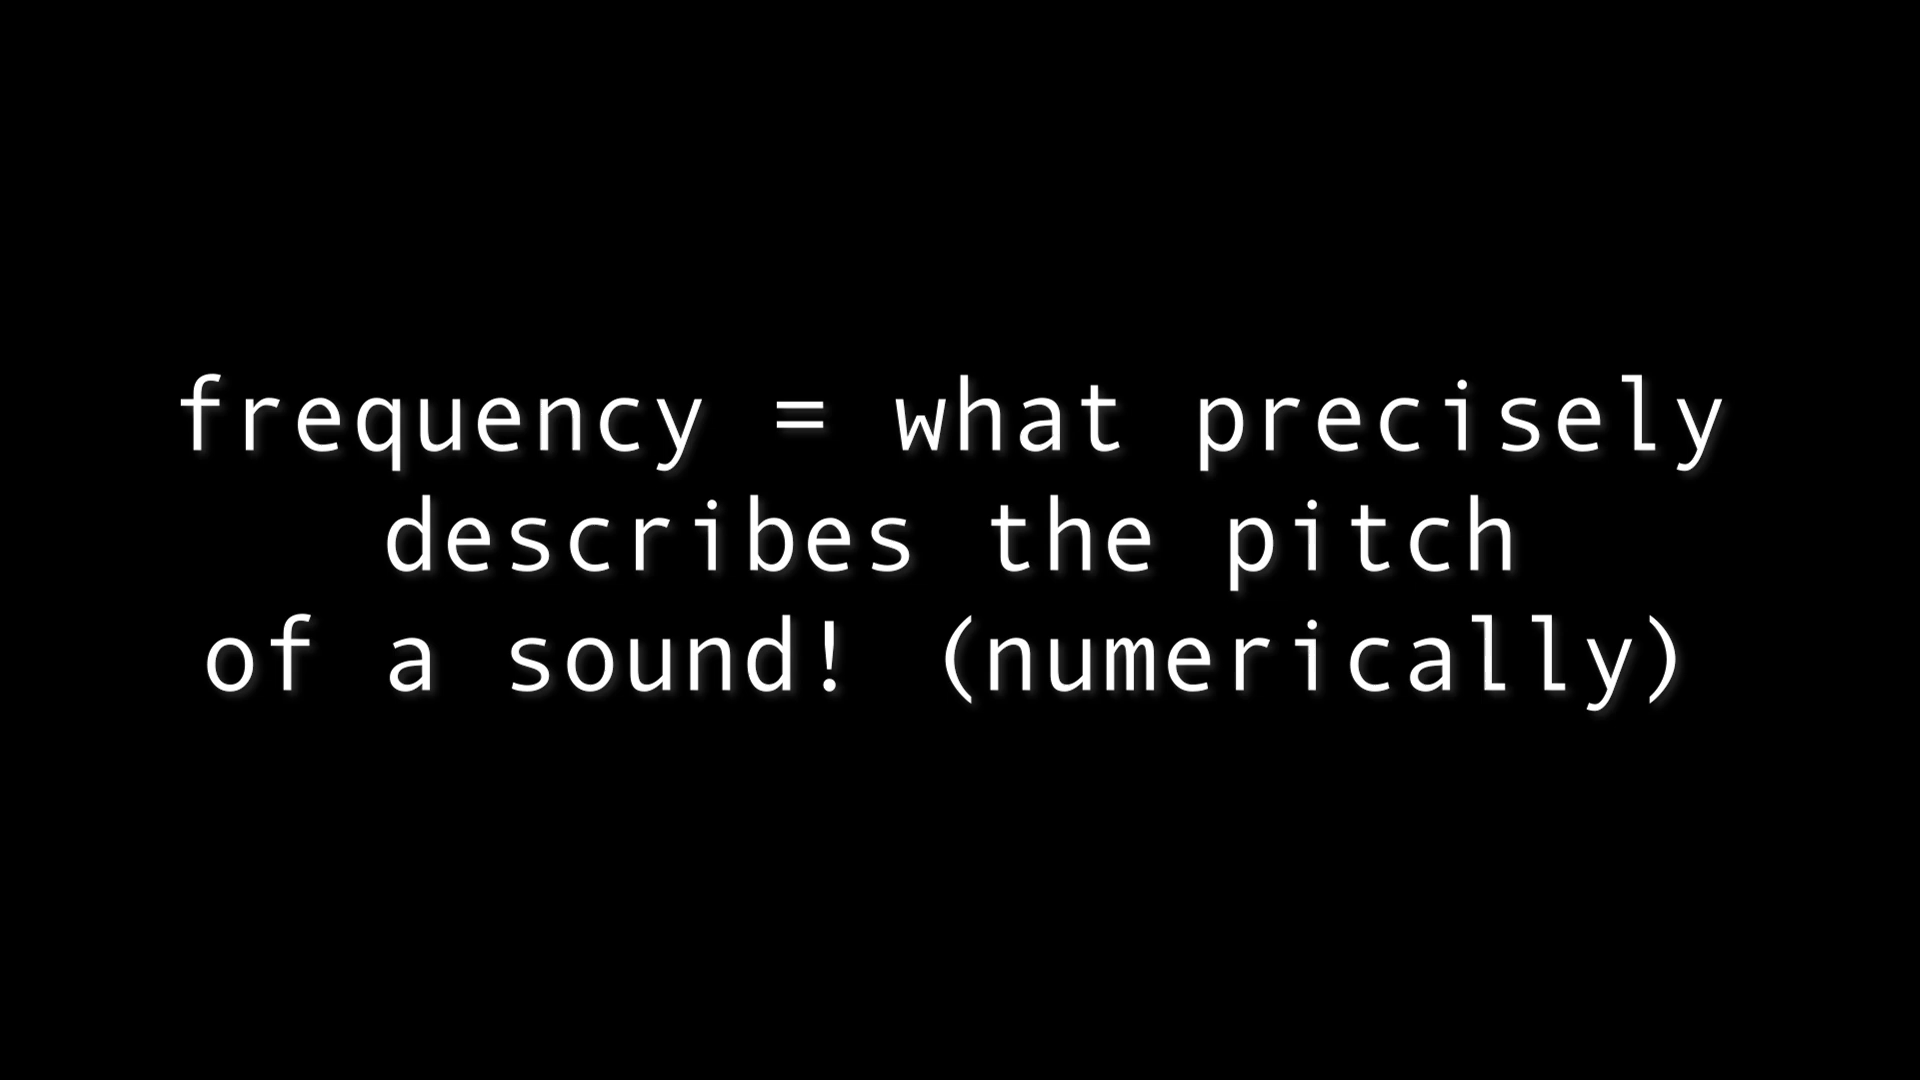 frequency = what precisely
describes the pitch
of a sound! (numerically)